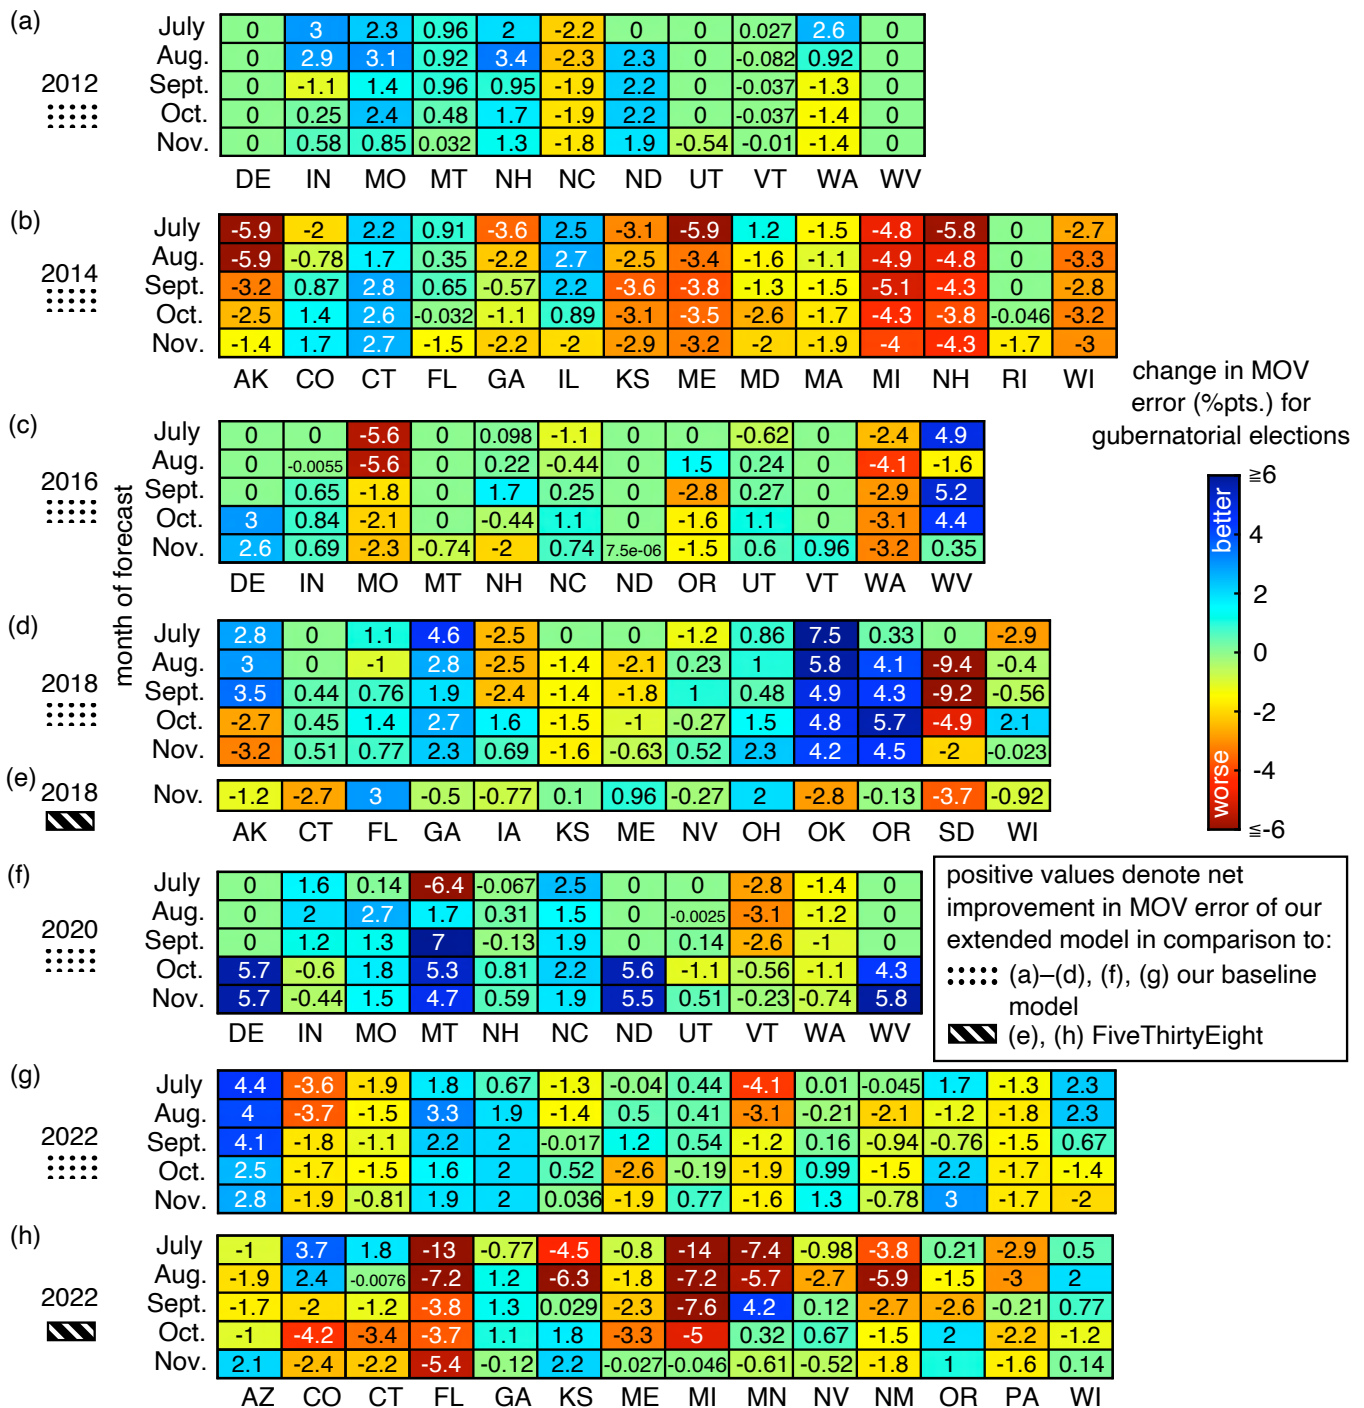 (a)
2012
July 0 3 2.3 0.96 2 -2.2 0 0 0.027 2.6 0
Aug. 0 2.9 3.1 0.92 3.4 -2.3 2.3 0 -0.082 0.92 0
Sept. 0 -1.1 1.4 0.96 0.95 -1.9 2.2 0 -0.037 -1.3 0
Oct. 0 0.25 2.4 0.48 1.7 -1.9 2.2 0 -0.037 -1.4 0
Nov. 0 0.58 0.85 0.032 1.3 -1.8 1.9 -0.54 -0.01 -1.4 0
DE IN MO MT NH NC ND UT VT WA WV
(b)
2014
July -5.9 -2 2.2 0.91 -3.6 2.5 -3.1 -5.9 1.2 -1.5 -4.8 -5.8 0 -2.7
Aug. -5.9 -0.78 1.7 0.35 -2.2 2.7 -2.5 -3.4 -1.6 -1.1 -4.9 -4.8 0 -3.3
Sept. -3.2 0.87 2.8 0.65 -0.57 2.2 -3.6 -3.8 -1.3 -1.5 -5.1 -4.3 0 -2.8
Oct. -2.5 1.4 2.6 -0.032 -1.1 0.89 -3.1 -3.5 -2.6 -1.7 -4.3 -3.8 -0.046 -3.2
Nov. -1.4 1.7 2.7 -1.5 -2.2 -2 -2.9 -3.2 -2 -1.9 -4 -4.3 -1.7 -3
AK CO CT FL GA IL KS ME MD MA MI NH RI WI
(c)
2016
July 0 0 -5.6 0 0.098 -1.1 0 0 -0.62 0 -2.4 4.9
Aug. 0 -0.0055 -5.6 0 0.22 -0.44 0 1.5 0.24 0 -4.1 -1.6
Sept. 0 0.65 -1.8 0 1.7 0.25 0 -2.8 0.27 0 -2.9 5.2
Oct. 3 0.84 -2.1 0 -0.44 1.1 0 -1.6 1.1 0 -3.1 4.4
Nov. 2.6 0.69 -2.3 -0.74 -2 0.74 7.5e-06 -1.5 0.6 0.96 -3.2 0.35
DE IN MO MT NH NC ND OR UT VT WA WV
month of forecast
(d)
2018
July 2.8 0 1.1 4.6 -2.5 0 0 -1.2 0.86 7.5 0.33 0 -2.9
Aug. 3 0 -1 2.8 -2.5 -1.4 -2.1 0.23 1 5.8 4.1 -9.4 -0.4
Sept. 3.5 0.44 0.76 1.9 -2.4 -1.4 -1.8 1 0.48 4.9 4.3 -9.2 -0.56
Oct. -2.7 0.45 1.4 2.7 1.6 -1.5 -1 -0.27 1.5 4.8 5.7 -4.9 2.1
Nov. -3.2 0.51 0.77 2.3 0.69 -1.6 -0.63 0.52 2.3 4.2 4.5 -2 -0.023
(e)
2018
Nov. -1.2 -2.7 3 -0.5 -0.77 0.1 0.96 -0.27 2 -2.8 -0.13 -3.7 -0.92
AK CT FL GA IA KS ME NV OH OK OR SD WI
change in MOV
error (%pts.) for
gubernatorial elections
≧6
4
2
0
-2
-4
≦-6
better
worse
(f)
2020
July 0 1.6 0.14 -6.4 -0.067 2.5 0 0 -2.8 -1.4 0
Aug. 0 2 2.7 1.7 0.31 1.5 0 -0.0025 -3.1 -1.2 0
Sept. 0 1.2 1.3 7 -0.13 1.9 0 0.14 -2.6 -1 0
Oct. 5.7 -0.6 1.8 5.3 0.81 2.2 5.6 -1.1 -0.56 -1.1 4.3
Nov. 5.7 -0.44 1.5 4.7 0.59 1.9 5.5 0.51 -0.23 -0.74 5.8
DE IN MO MT NH NC ND UT VT WA WV
positive values denote net
improvement in MOV error of our
extended model in comparison to:
(a)–(d), (f), (g) our baseline
model
(e), (h) FiveThirtyEight
(g)
2022
July 4.4 -3.6 -1.9 1.8 0.67 -1.3 -0.04 0.44 -4.1 0.01 -0.045 1.7 -1.3 2.3
Aug. 4 -3.7 -1.5 3.3 1.9 -1.4 0.5 0.41 -3.1 -0.21 -2.1 -1.2 -1.8 2.3
Sept. 4.1 -1.8 -1.1 2.2 2 -0.017 1.2 0.54 -1.2 0.16 -0.94 -0.76 -1.5 0.67
Oct. 2.5 -1.7 -1.5 1.6 2 0.52 -2.6 -0.19 -1.9 0.99 -1.5 2.2 -1.7 -1.4
Nov. 2.8 -1.9 -0.81 1.9 2 0.036 -1.9 0.77 -1.6 1.3 -0.78 3 -1.7 -2
(h)
2022
July -1 3.7 1.8 -13 -0.77 -4.5 -0.8 -14 -7.4 -0.98 -3.8 0.21 -2.9 0.5
Aug. -1.9 2.4 -0.0076 -7.2 1.2 -6.3 -1.8 -7.2 -5.7 -2.7 -5.9 -1.5 -3 2
Sept. -1.7 -2 -1.2 -3.8 1.3 0.029 -2.3 -7.6 4.2 0.12 -2.7 -2.6 -0.21 0.77
Oct. -1 -4.2 -3.4 -3.7 1.1 1.8 -3.3 -5 0.32 0.67 -1.5 2 -2.2 -1.2
Nov. 2.1 -2.4 -2.2 -5.4 -0.12 2.2 -0.027 -0.046 -0.61 -0.52 -1.8 1 -1.6 0.14
AZ CO CT FL GA KS ME MI MN NV NM OR PA WI